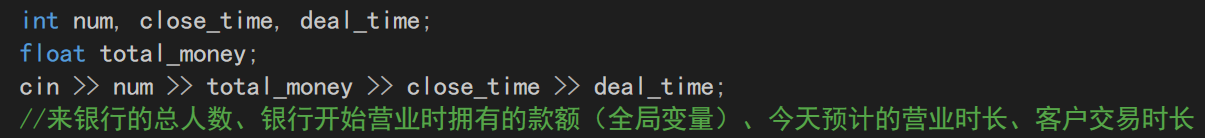 int num, close_time, deal_time;
float total_money;
cin >> num >> total_money >> close_time >> deal_time;
//来银行的总人数、银行开始营业时拥有的款额（全局变量）、今天预计的营业时长、客户交易时长